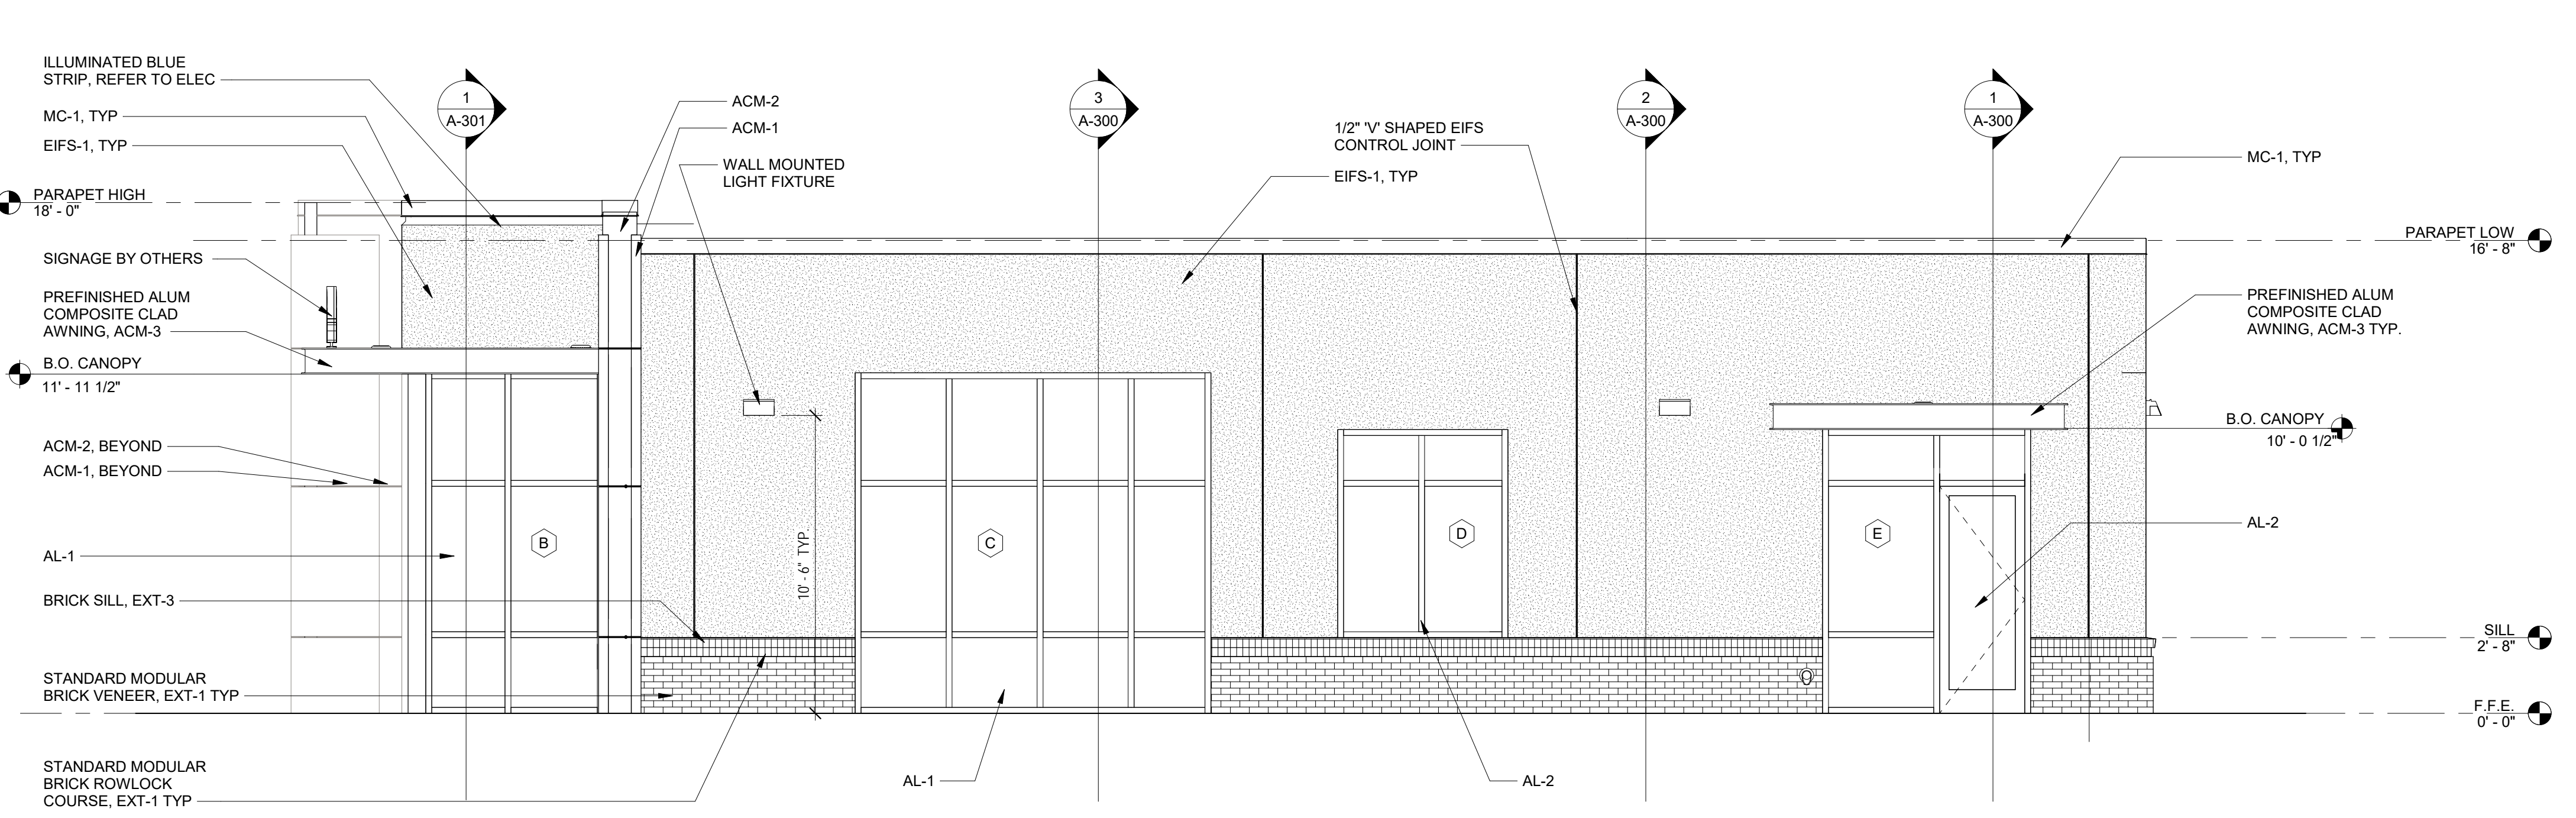 ILLUMINATED BLUE
STRIP, REFER TO ELEC
MC-1, TYP
EIFS-1, TYP
PARAPET HIGH
18' - 0"
SIGNAGE BY OTHERS
PREFINISHED ALUM
COMPOSITE CLAD
AWNING, ACM-3
B.O. CANOPY
11' - 11 1/2"
ACM-2, BEYOND
ACM-1, BEYOND
AL-1
BRICK SILL, EXT-3
STANDARD MODULAR
BRICK VENEER, EXT-1 TYP
STANDARD MODULAR
BRICK ROWLOCK
COURSE, EXT-1 TYP
1
A-301
ACM-2
ACM-1
WALL MOUNTED
LIGHT FIXTURE
3
A-300
1/2" 'V' SHAPED EIFS
CONTROL JOINT
EIFS-1, TYP
2
A-300
1
A-300
B
10' - 6" TYP.
C
D
E
AL-1
AL-2
MC-1, TYP
PARAPET LOW
16' - 8"
PREFINISHED ALUM
COMPOSITE CLAD
AWNING, ACM-3 TYP.
B.O. CANOPY
10' - 0 1/2"
AL-2
SILL
2' - 8"
F.F.E.
0' - 0"